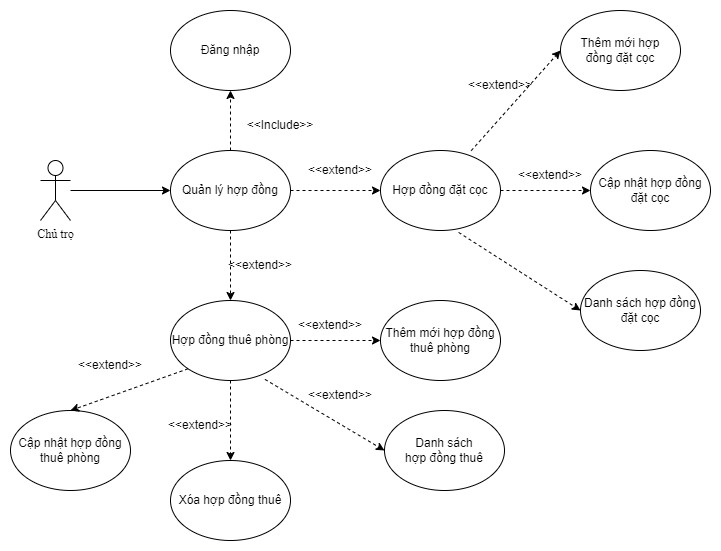 Đăng nhập
Thêm mới hợp
đồng đặt cọc
<<extend>>
<<Include>>
Quản lý hợp đồng
<<extend>>
Hợp đồng đặt cọc
<<extend>>
Cập nhật hợp đồng
đặt cọc
Chủ trọ
<<extend>>
Danh sách hợp đồng
đặt cọc
Hợp đồng thuê phòng
<<extend>>
Thêm mới hợp đồng
thuê phòng
<<extend>>
<<extend>>
<<extend>>
Cập nhật hợp đồng
thuê phòng
Danh sách
hợp đồng thuê
Xóa hợp đồng thuê